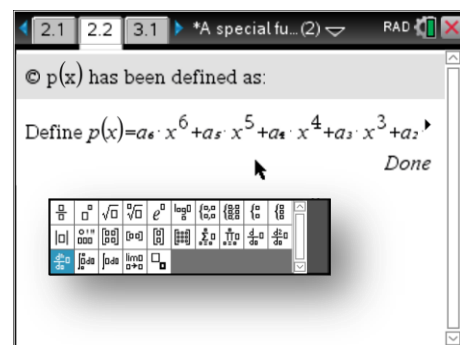 2.1 2.2 3.1 *A special fu...(2) RAD
© p(x) has been defined as:
Define p(x)=a₆· x⁶+a₅· x⁵+a₄· x⁴+a₃· x³+a₂·
Done